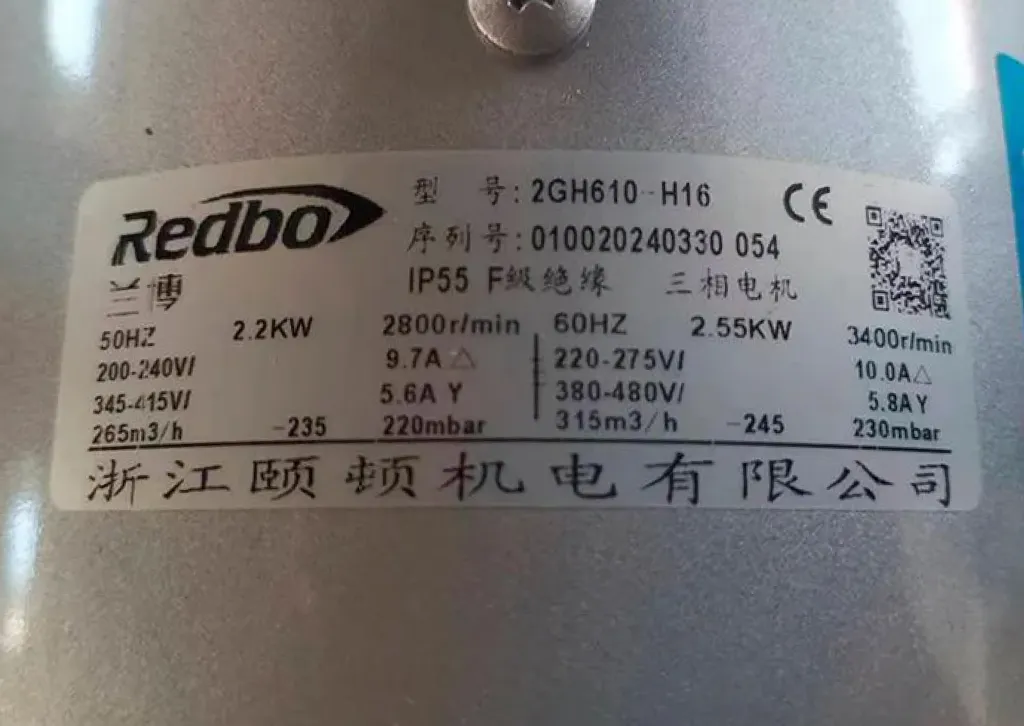 Redbo
兰博
型 号: 2GH610-H16
CE
序列号: 010020240330 054
IP55 F级绝缘 三相电机
50HZ 2.2KW 2800r/min 60HZ 2.55KW 3400r/min
200-240V/ 9.7A△ 220-275V/ 10.0A△
345-415V/ 5.6A Y 380-480V/ 5.8A Y
265m3/h -235 220mbar 315m3/h -245 230mbar
浙江颐顿机电有限公司